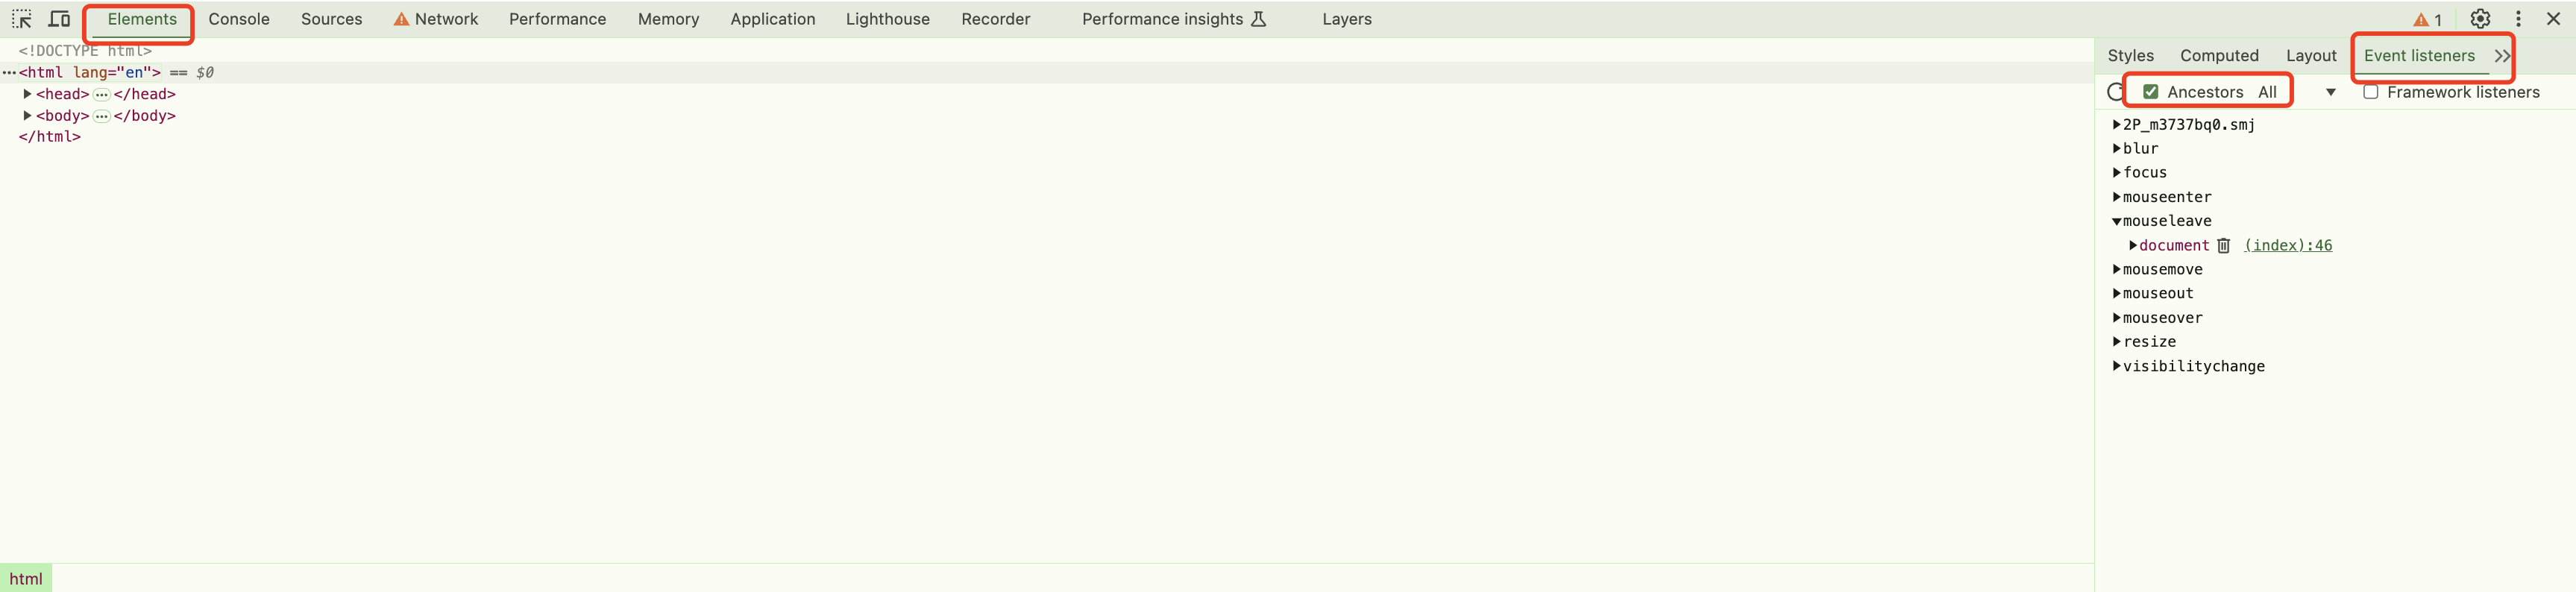 Elements Console Sources Network Performance Memory Application Lighthouse Recorder Performance insights Layers 1
<!DOCTYPE html>
<html lang="en"> == $0
<head> </head>
<body> </body>
</html>
html
Styles Computed Layout Event listeners
Ancestors All Framework listeners
2P_m3737bq0.smj
blur
focus
mouseenter
mouseleave
document (index):46
mousemove
mouseout
mouseover
resize
visibilitychange